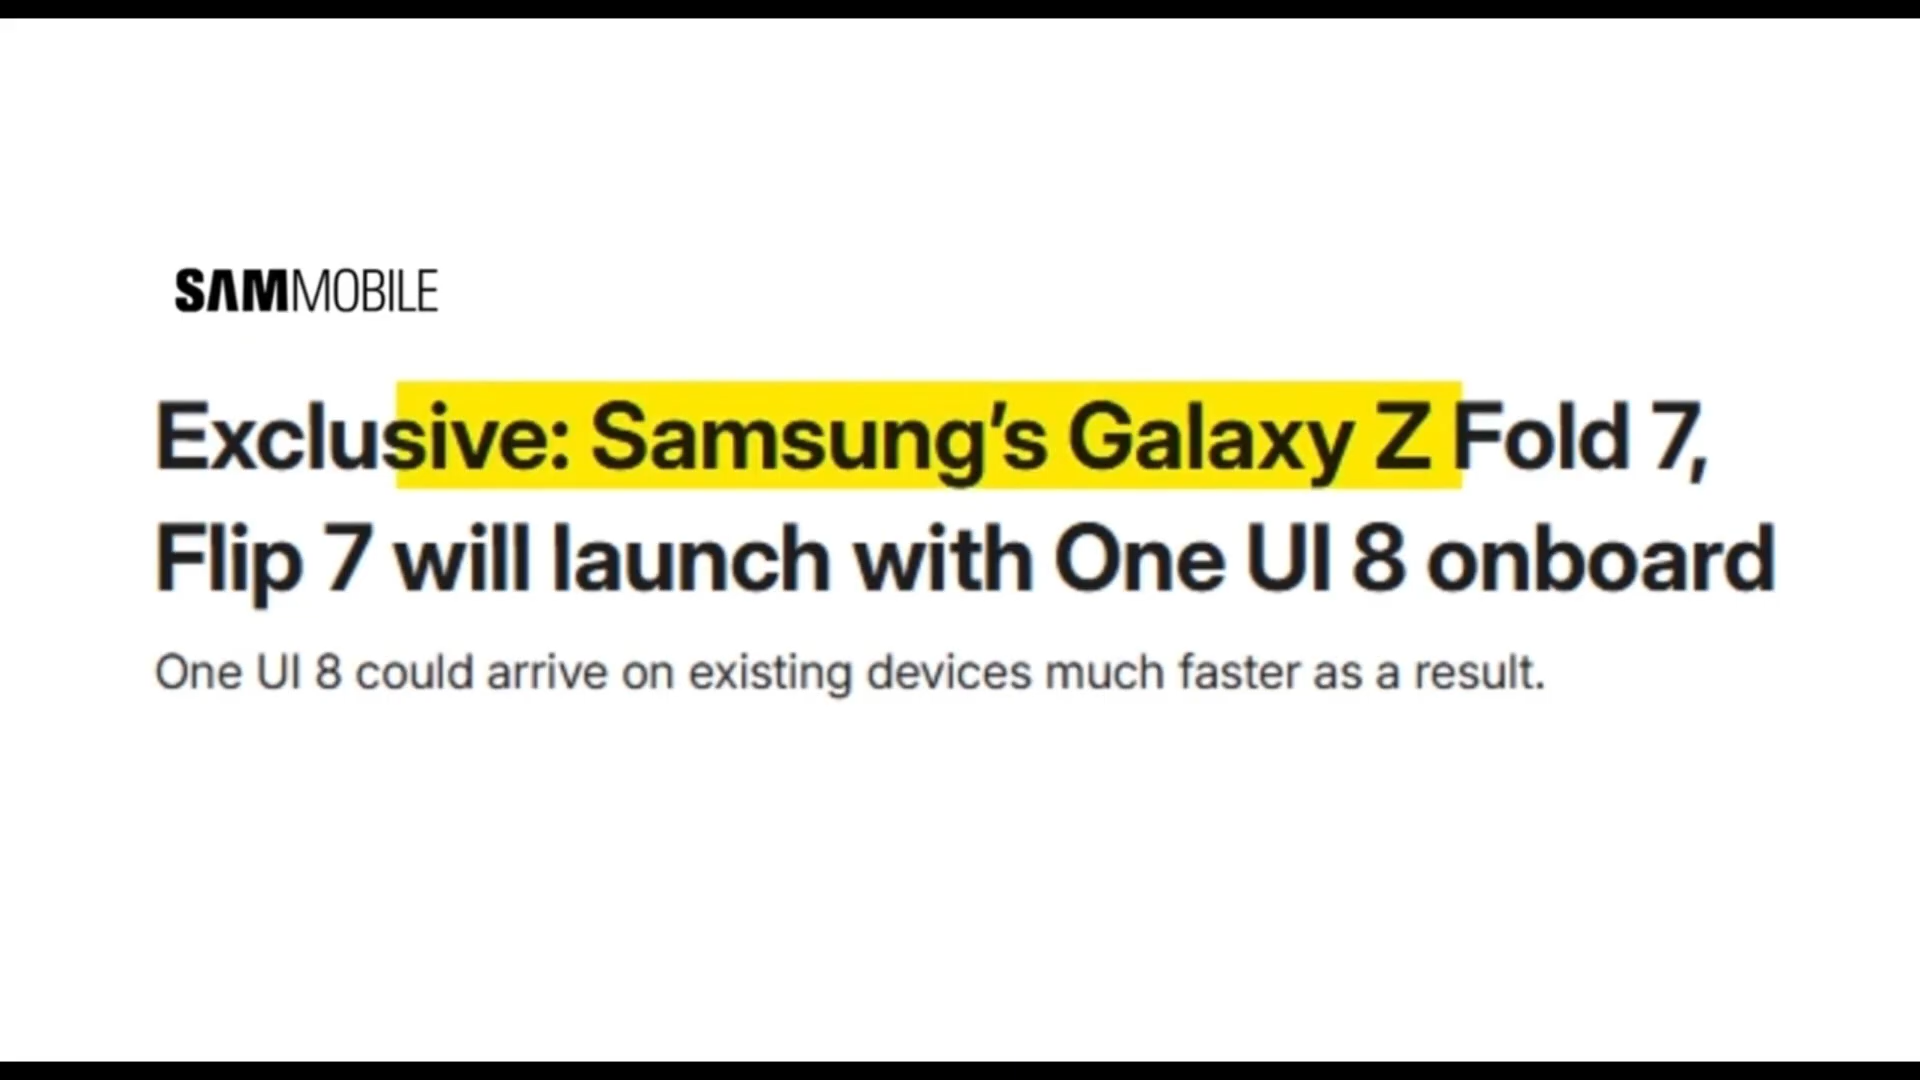 SAMMOBILE
Exclusive: Samsung’s Galaxy Z Fold 7,
Flip 7 will launch with One UI 8 onboard
One UI 8 could arrive on existing devices much faster as a result.